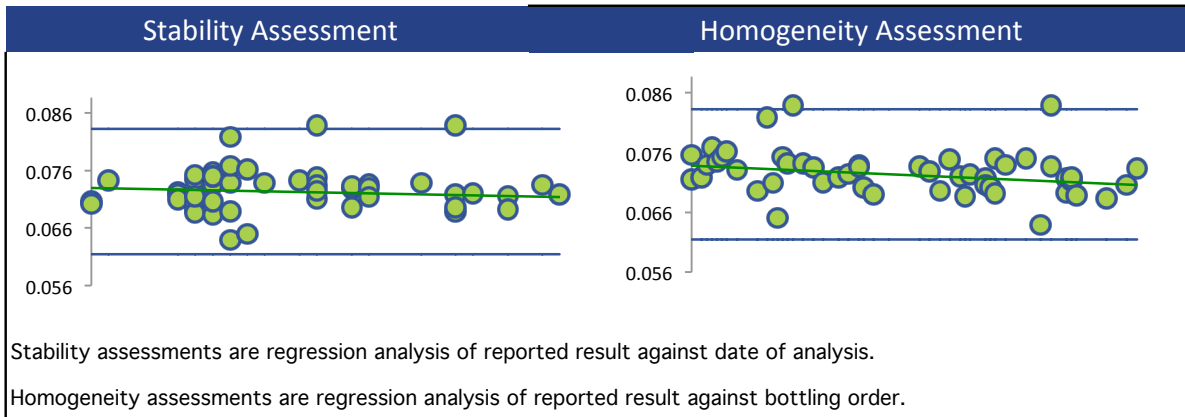 Stability Assessment
Homogeneity Assessment
0.086
0.076
0.066
0.056
0.086
0.076
0.066
0.056
Stability assessments are regression analysis of reported result against date of analysis.
Homogeneity assessments are regression analysis of reported result against bottling order.